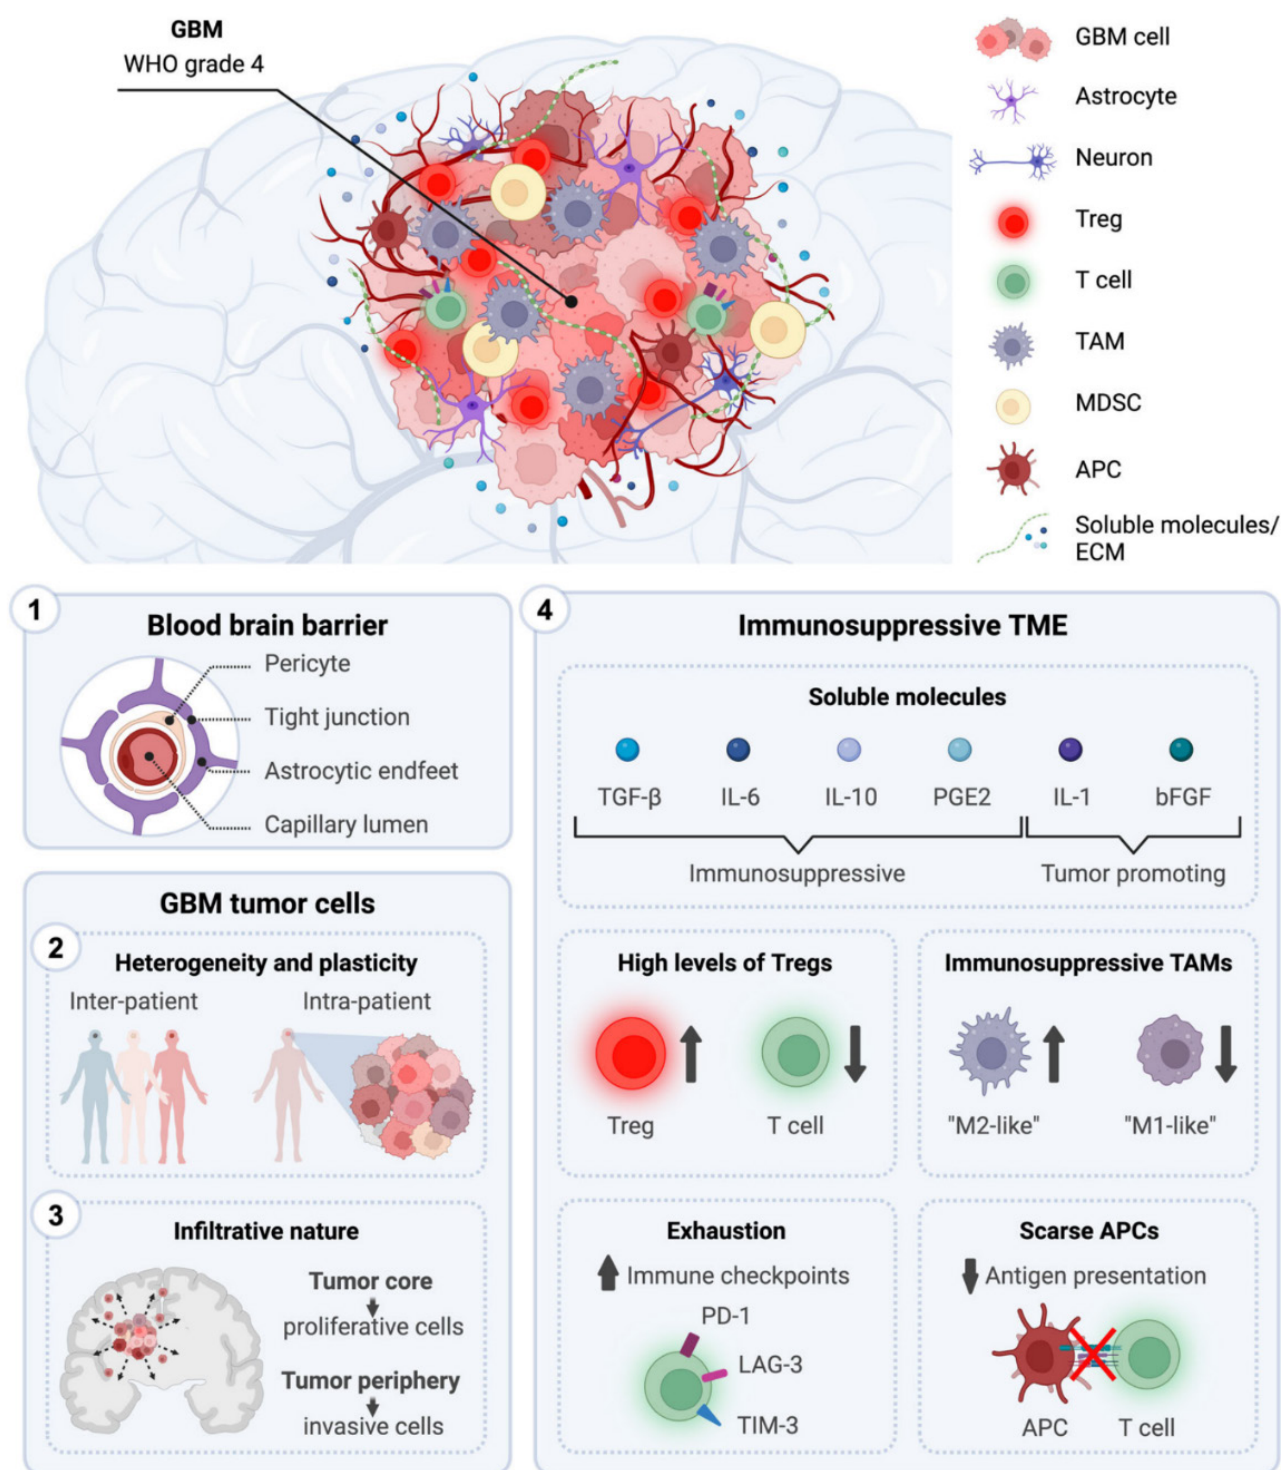 GBM
WHO grade 4
GBM cell
Astrocyte
Neuron
Treg
T cell
TAM
MDSC
APC
Soluble molecules/
ECM
1
Blood brain barrier
Pericyte
Tight junction
Astrocytic endfeet
Capillary lumen
GBM tumor cells
2
Heterogeneity and plasticity
Inter-patient
Intra-patient
3
Infiltrative nature
Tumor core
proliferative cells
Tumor periphery
invasive cells
4
Immunosuppressive TME
Soluble molecules
TGF-β IL-6 IL-10 PGE2 IL-1 bFGF
Immunosuppressive
Tumor promoting
High levels of Tregs
Treg
T cell
Immunosuppressive TAMs
"M2-like"
"M1-like"
Exhaustion
Immune checkpoints
PD-1
LAG-3
TIM-3
Scarse APCs
Antigen presentation
APC
T cell